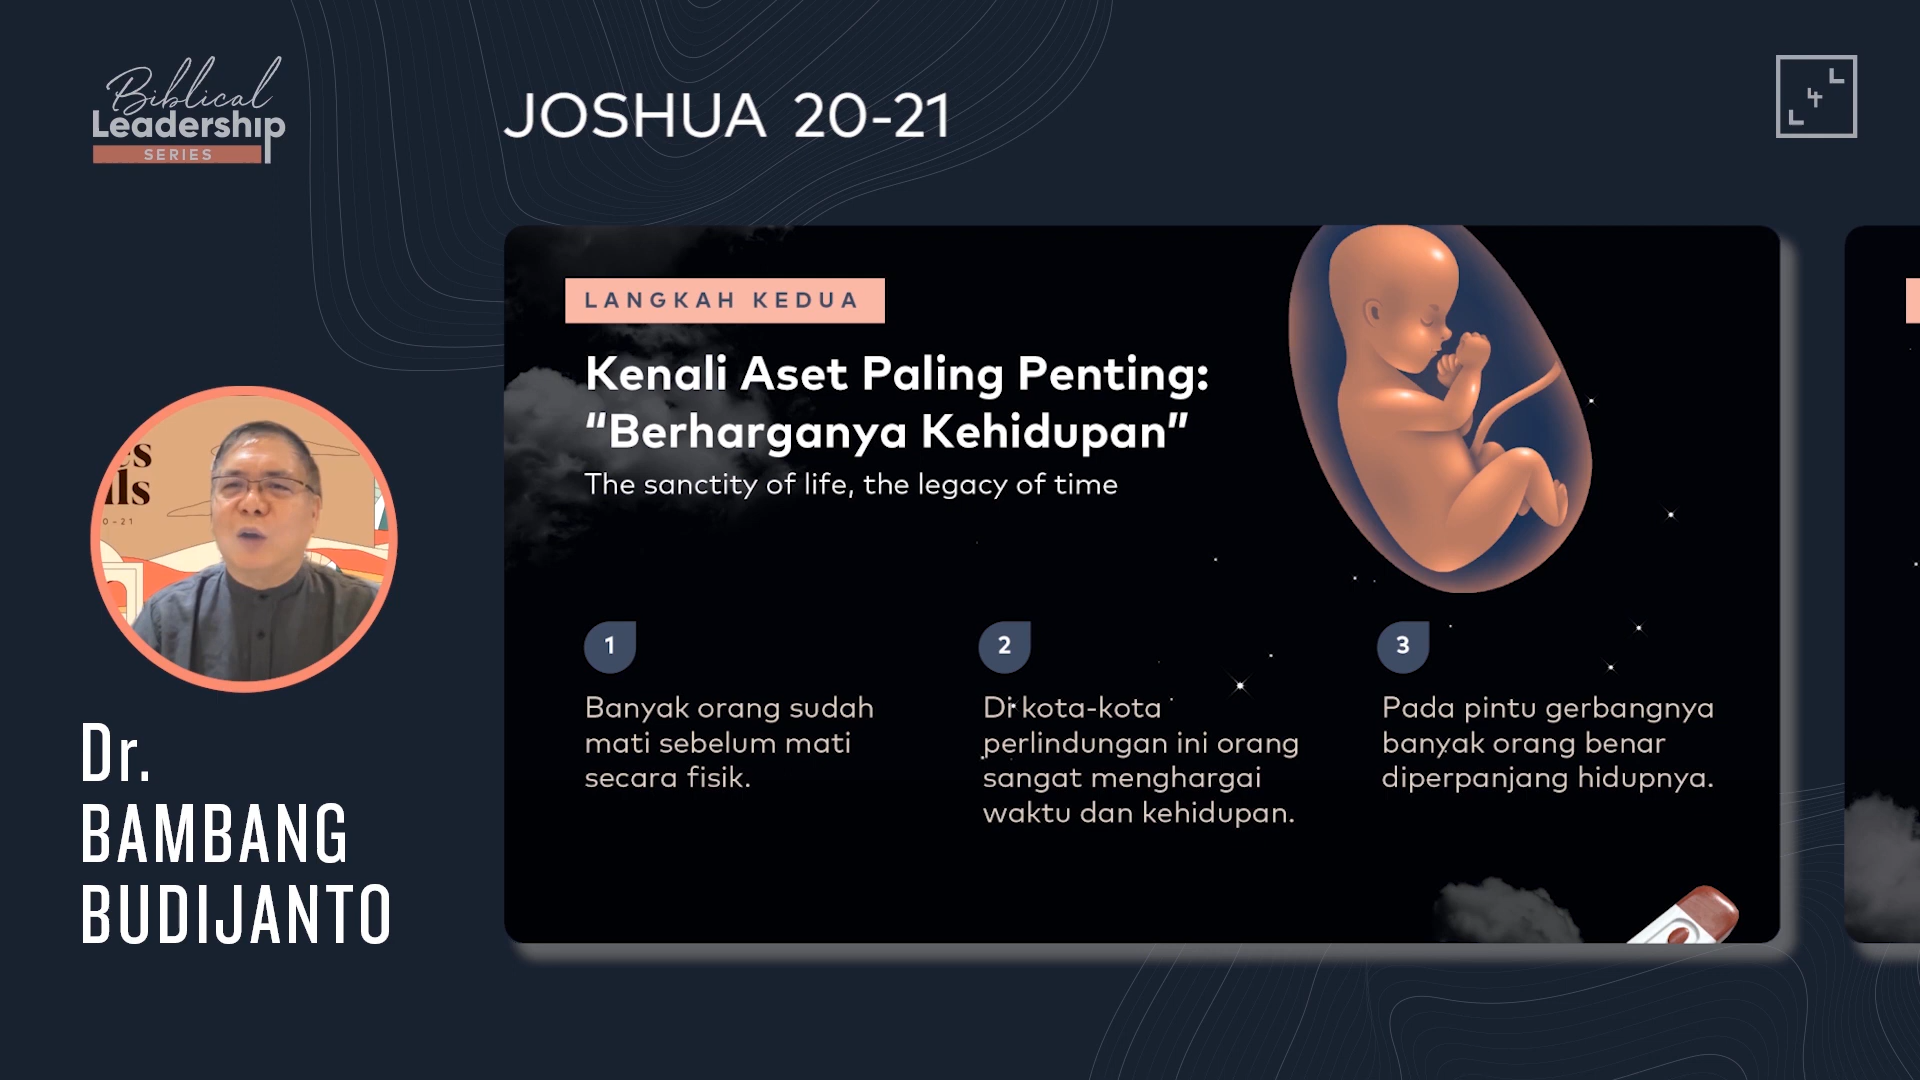 Biblical
Leadership
SERIES
JOSHUA 20-21
LANGKAH KEDUA
Kenali Aset Paling Penting:
“Berharganya Kehidupan”
The sanctity of life, the legacy of time
1
Banyak orang sudah
mati sebelum mati
secara fisik.
2
Di kota-kota
perlindungan ini orang
sangat menghargai
waktu dan kehidupan.
3
Pada pintu gerbangnya
banyak orang benar
diperpanjang hidupnya.
Dr.
BAMBANG
BUDIJANTO